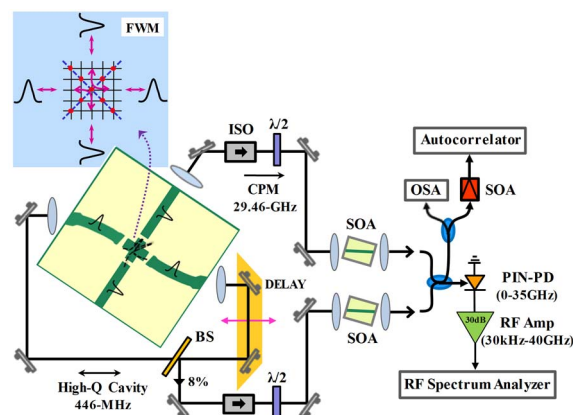 FWM
ISO
λ/2
CPM
29.46-GHz
Autocorrelator
OSA
SOA
SOA
DELAY
PIN-PD
(0-35GHz)
SOA
30dB
RF Amp
(30kHz-40GHz)
BS
λ/2
8%
High-Q Cavity
446-MHz
RF Spectrum Analyzer